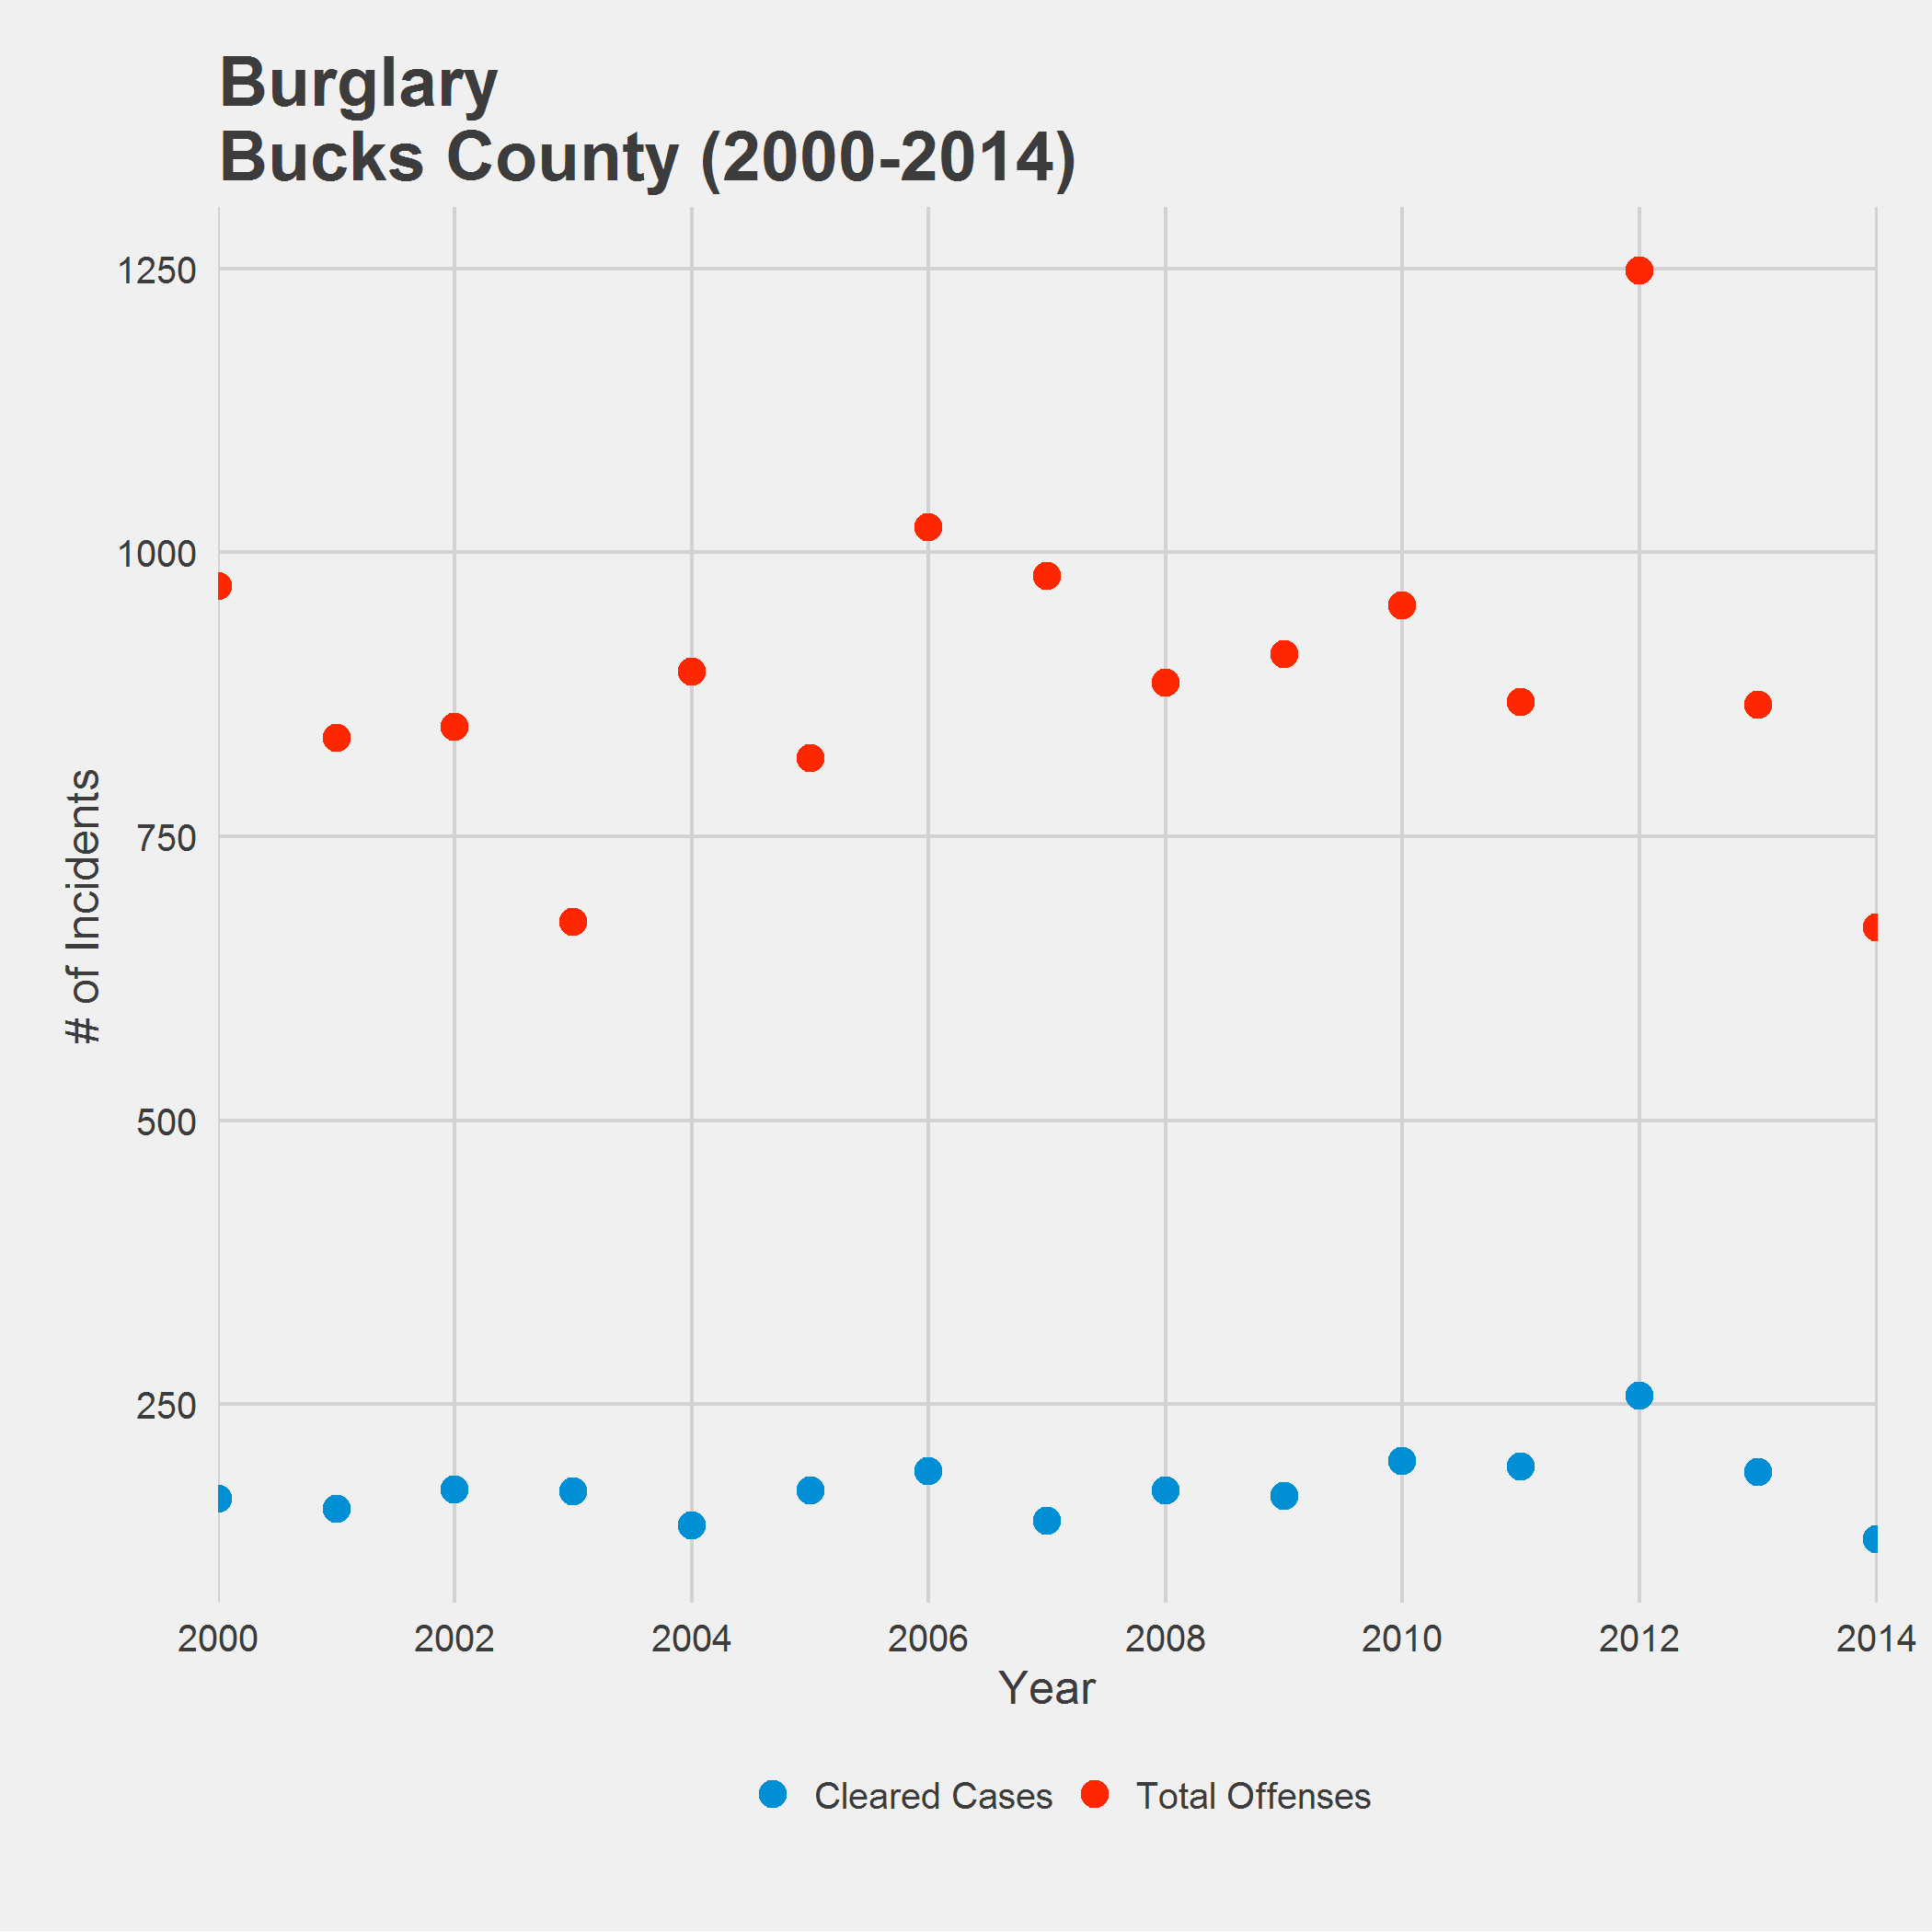 Burglary
Bucks County (2000-2014)
1250
1000
750
500
250
# of Incidents
2000 2002 2004 2006 2008 2010 2012 2014
Year
Cleared Cases Total Offenses